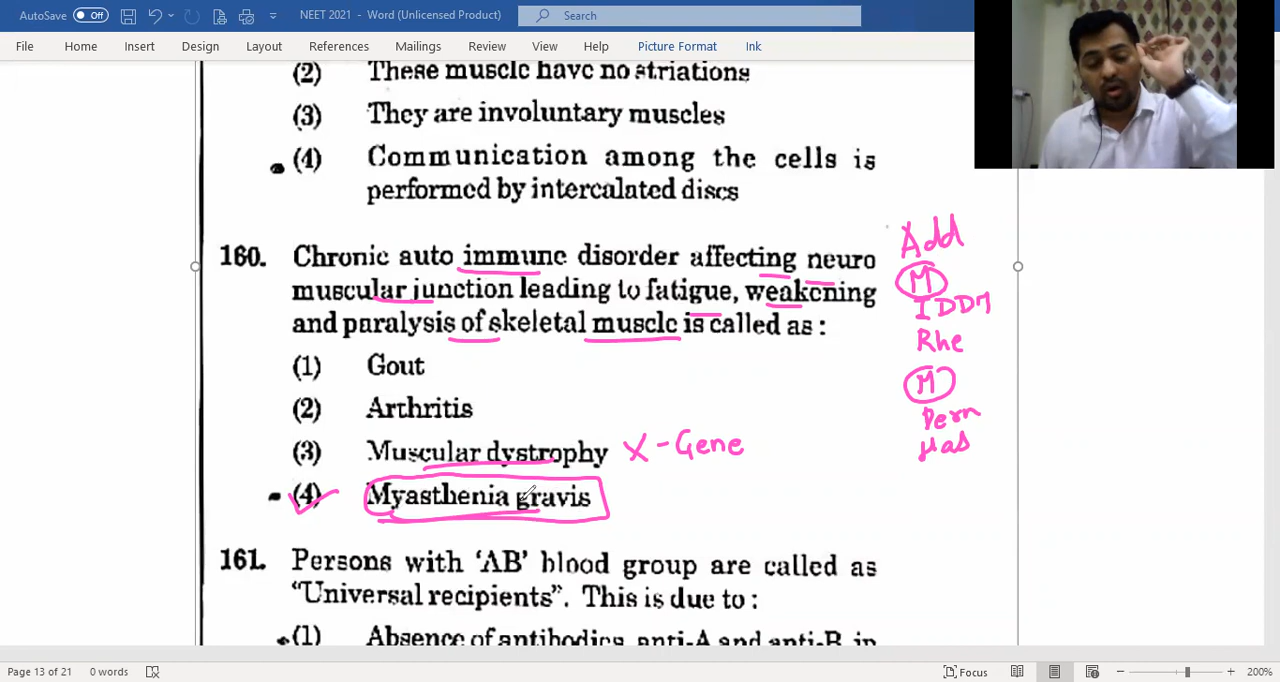 AutoSave Off NEET 2021 - Word (Unlicensed Product) Search
File Home Insert Design Layout References Mailings Review View Help Picture Format Ink
(2) These muscle have no striations
(3) They are involuntary muscles
(4) Communication among the cells is
performed by intercalated discs
160. Chronic auto immune disorder affecting neuro
muscular junction leading to fatigue, weakening
and paralysis of skeletal muscle is called as :
(1) Gout
(2) Arthritis
(3) Muscular dystrophy X-Gene
(4) Myasthenia gravis
161. Persons with 'AB' blood group are called as
"Universal recipients". This is due to :
(1) Absence of antibodies, anti-A and anti-B, in
Add
M
IDDM
Rhe
M
Pern
Has
Page 13 of 21 0 words Focus 200%